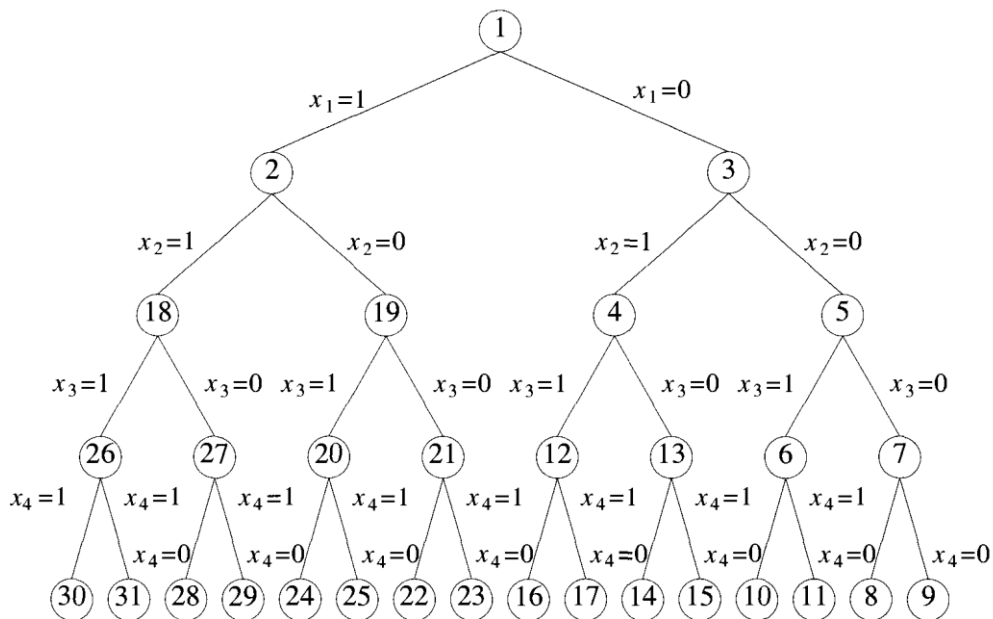 1
x₁=1 x₁=0
2 3
x₂=1 x₂=0 x₂=1 x₂=0
18 19 4 5
x₃=1 x₃=0 x₃=1 x₃=0 x₃=1 x₃=0 x₃=1 x₃=0
26 27 20 21 12 13 6 7
x₄=1 x₄=1 x₄=1 x₄=1 x₄=1 x₄=1 x₄=1 x₄=1
x₄=0 x₄=0 x₄=0 x₄=0 x₄=0 x₄=0 x₄=0 x₄=0
30 31 28 29 24 25 22 23 16 17 14 15 10 11 8 9